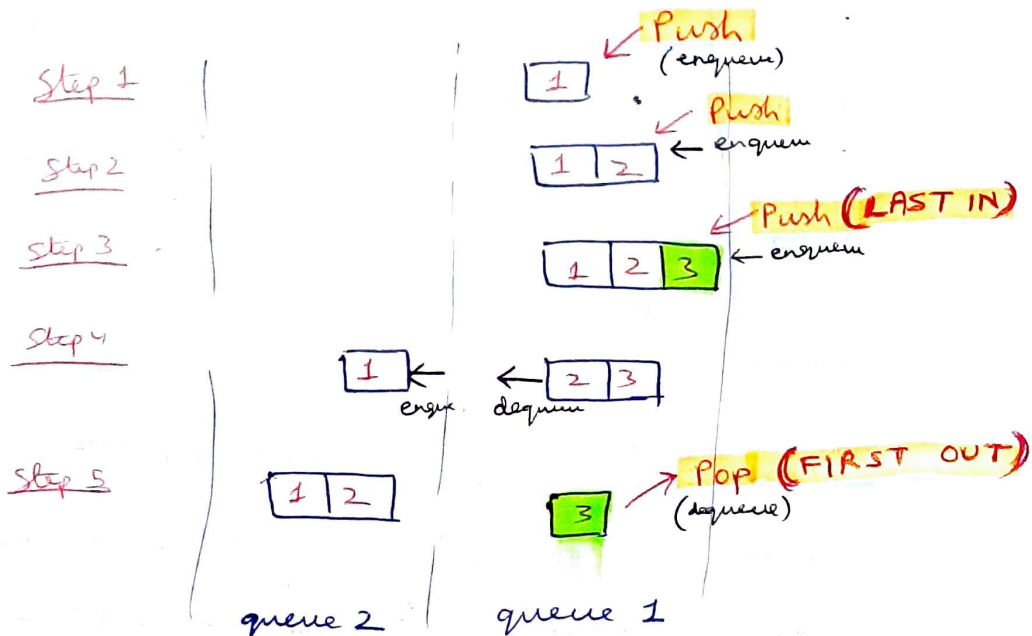 Push
Step 1
(enqueue)
1
Push
enqueue
Step 2
1 2
Push (LAST IN)
Step 3
enqueue
1 2 3
Step 4
1
2 3
enque. dequeue
Step 5
Pop (FIRST OUT)
1 2
3
(dequeue)
queue 2
queue 1